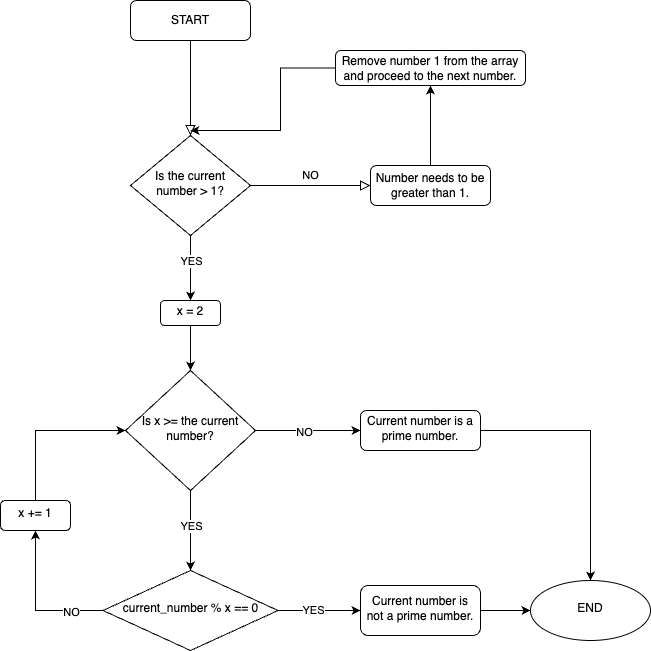 START
Remove number 1 from the array
and proceed to the next number.
Is the current
number > 1?
NO
Number needs to be
greater than 1.
YES
x = 2
Is x >= the current
number?
NO
Current number is a
prime number.
x += 1
YES
current_number % x == 0
NO
YES
Current number is
not a prime number.
END